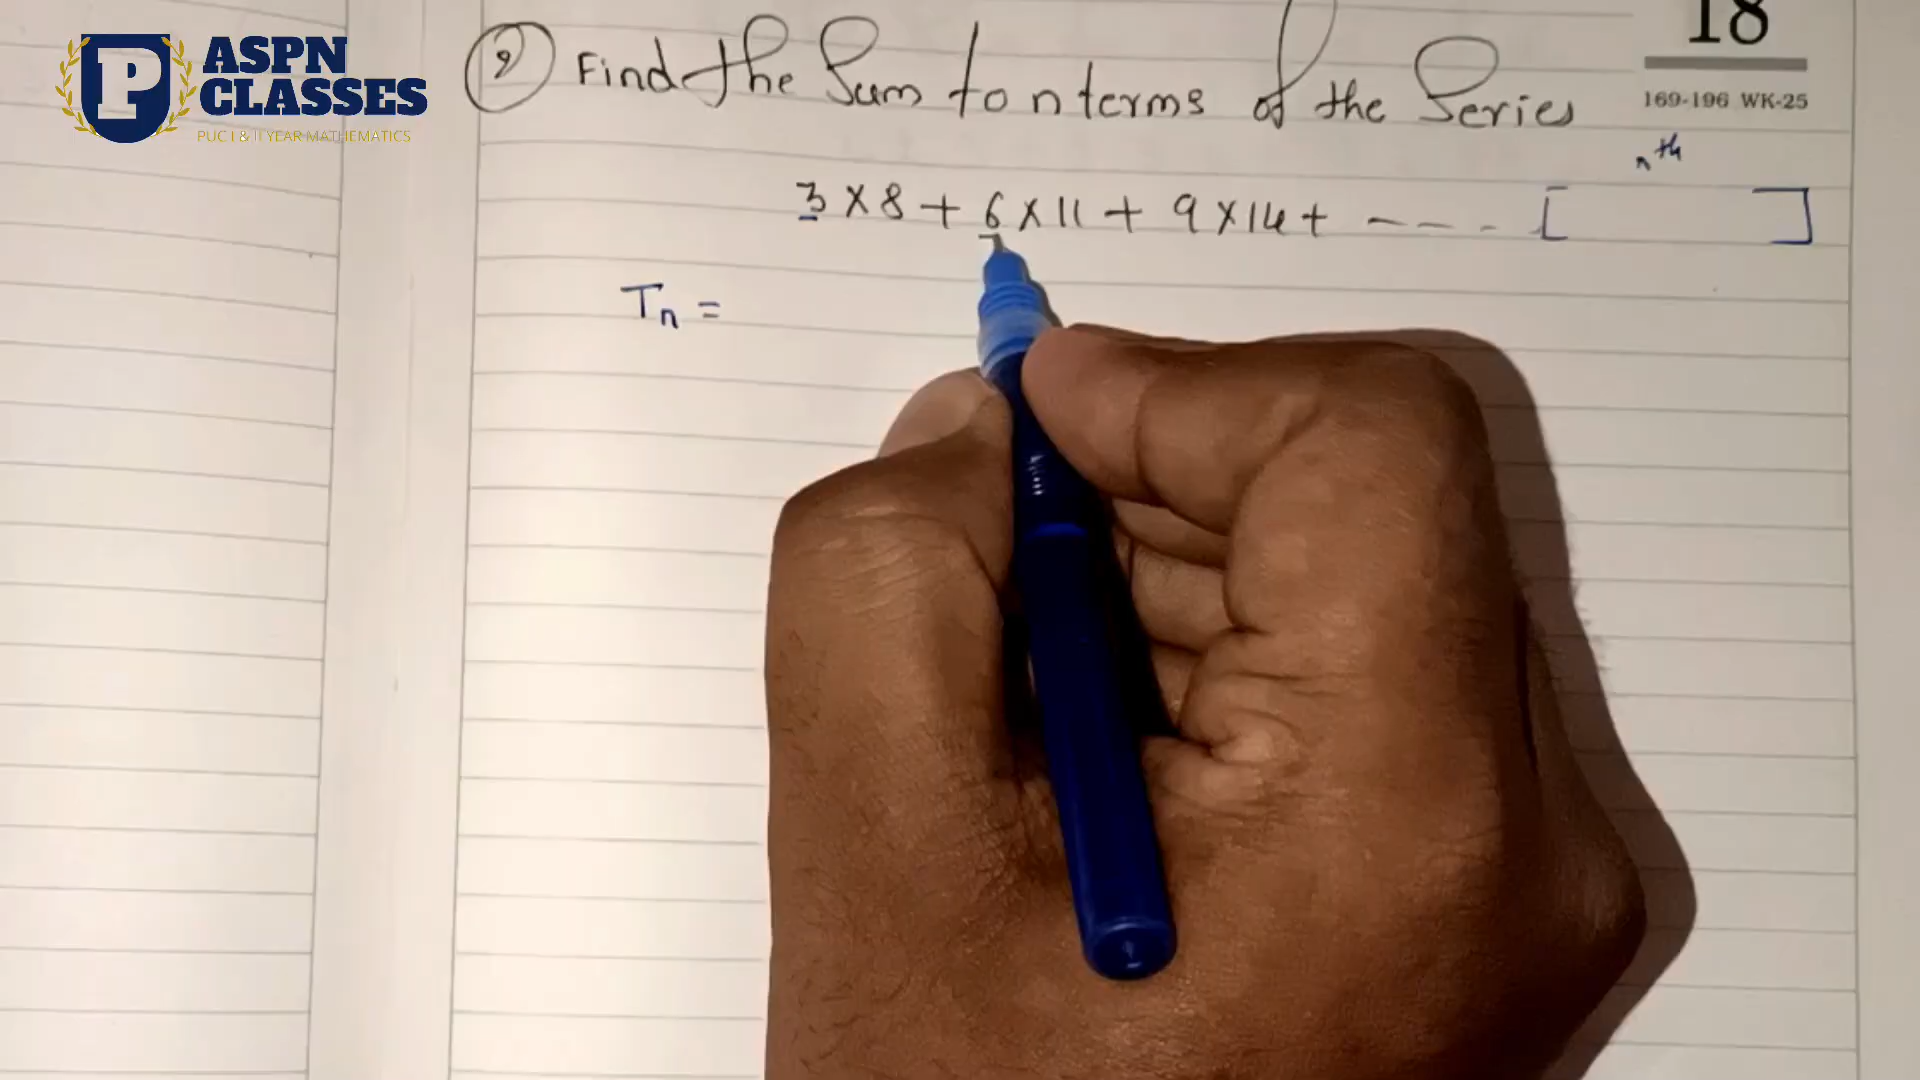 P ASPN
CLASSES
PUC I & II YEAR MATHEMATICS
18
169-196 WK-25
2) Find the Sum to n terms of the Series
nth
3 × 8 + 6 × 11 + 9 × 14 + - - - - [ ]
Tn =